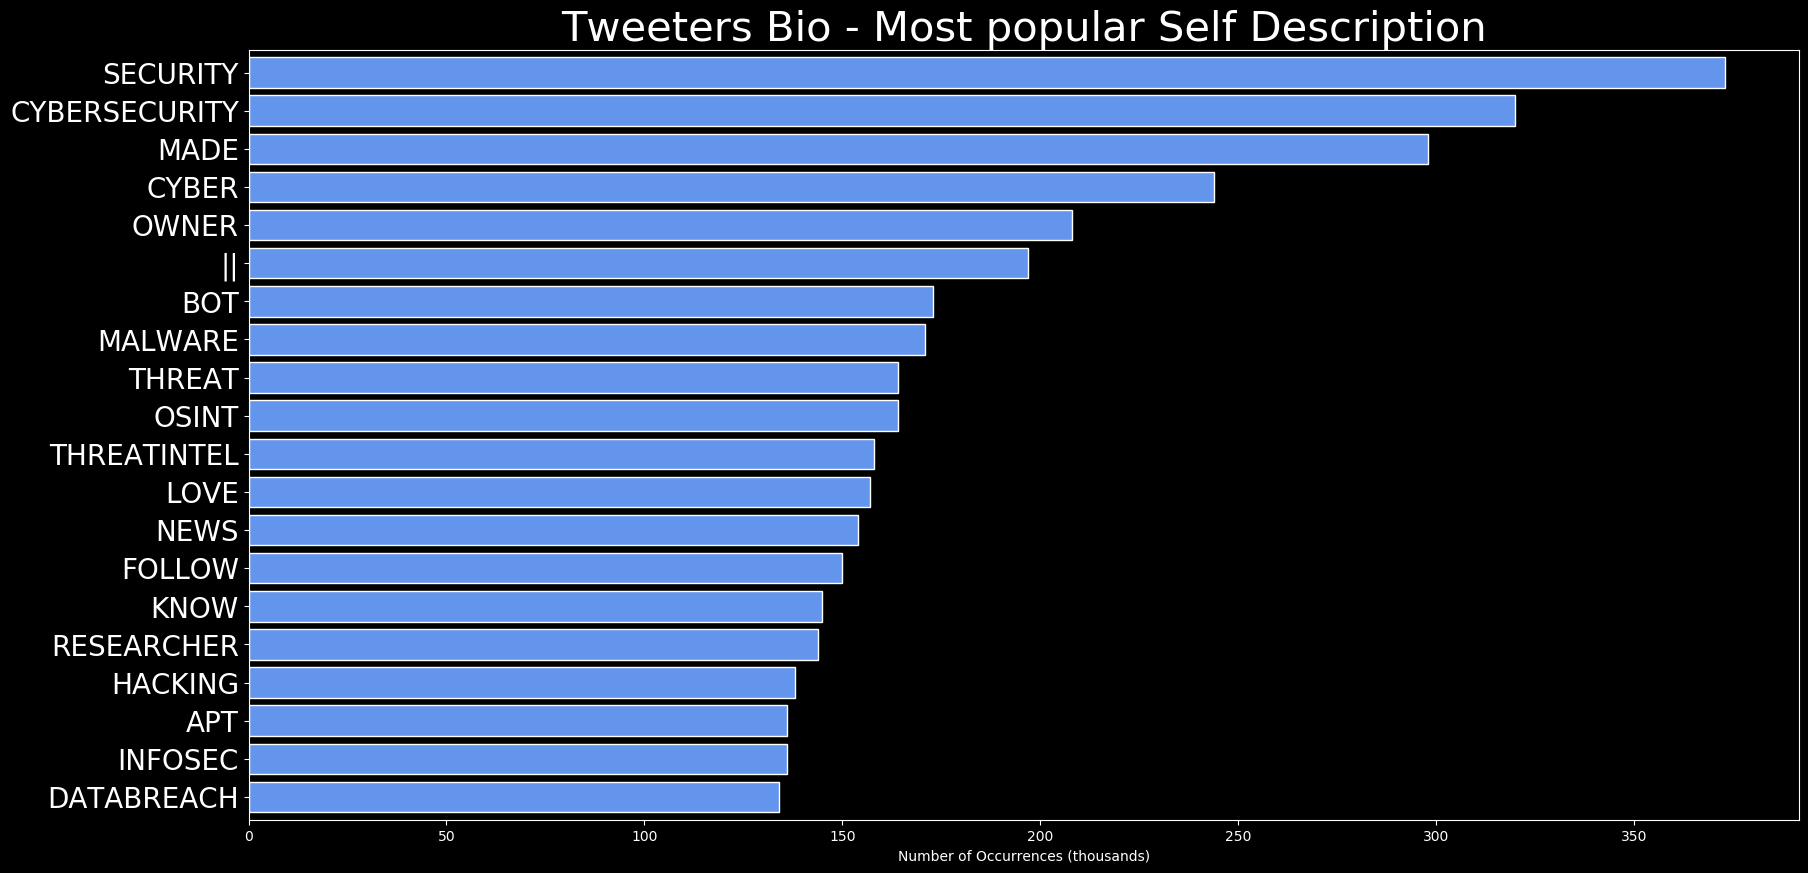 Tweeters Bio - Most popular Self Description
SECURITY
CYBERSECURITY
MADE
CYBER
OWNER
||
BOT
MALWARE
THREAT
OSINT
THREATINTEL
LOVE
NEWS
FOLLOW
KNOW
RESEARCHER
HACKING
APT
INFOSEC
DATABREACH
0 50 100 150 200 250 300 350
Number of Occurrences (thousands)